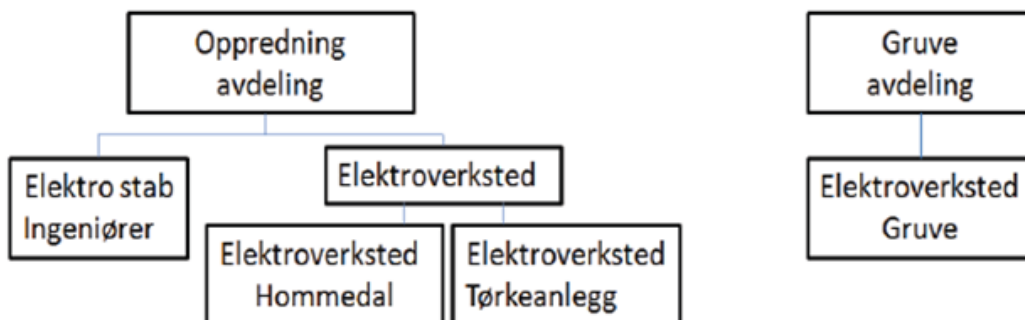 Oppredning
avdeling
Gruve
avdeling
Elektro stab
Ingeniører
Elektroverksted
Elektroverksted
Gruve
Elektroverksted
Hommedal
Elektroverksted
Tørkeanlegg